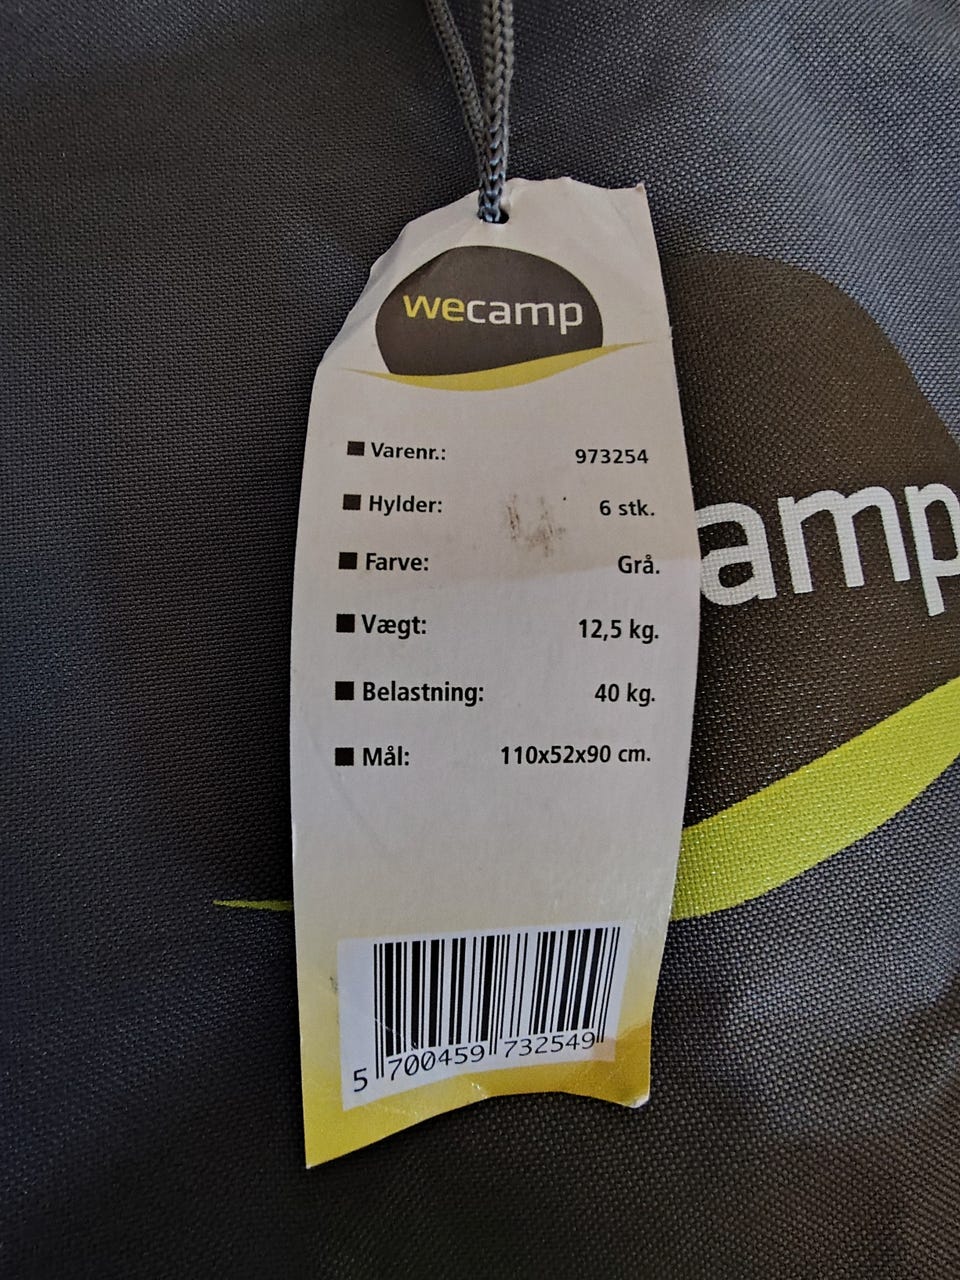 wecamp
Varenr.: 973254
Hylder: 6 stk.
Farve: Grå.
Vægt: 12,5 kg.
Belastning: 40 kg.
Mål: 110x52x90 cm.
5 700459 732549
amp